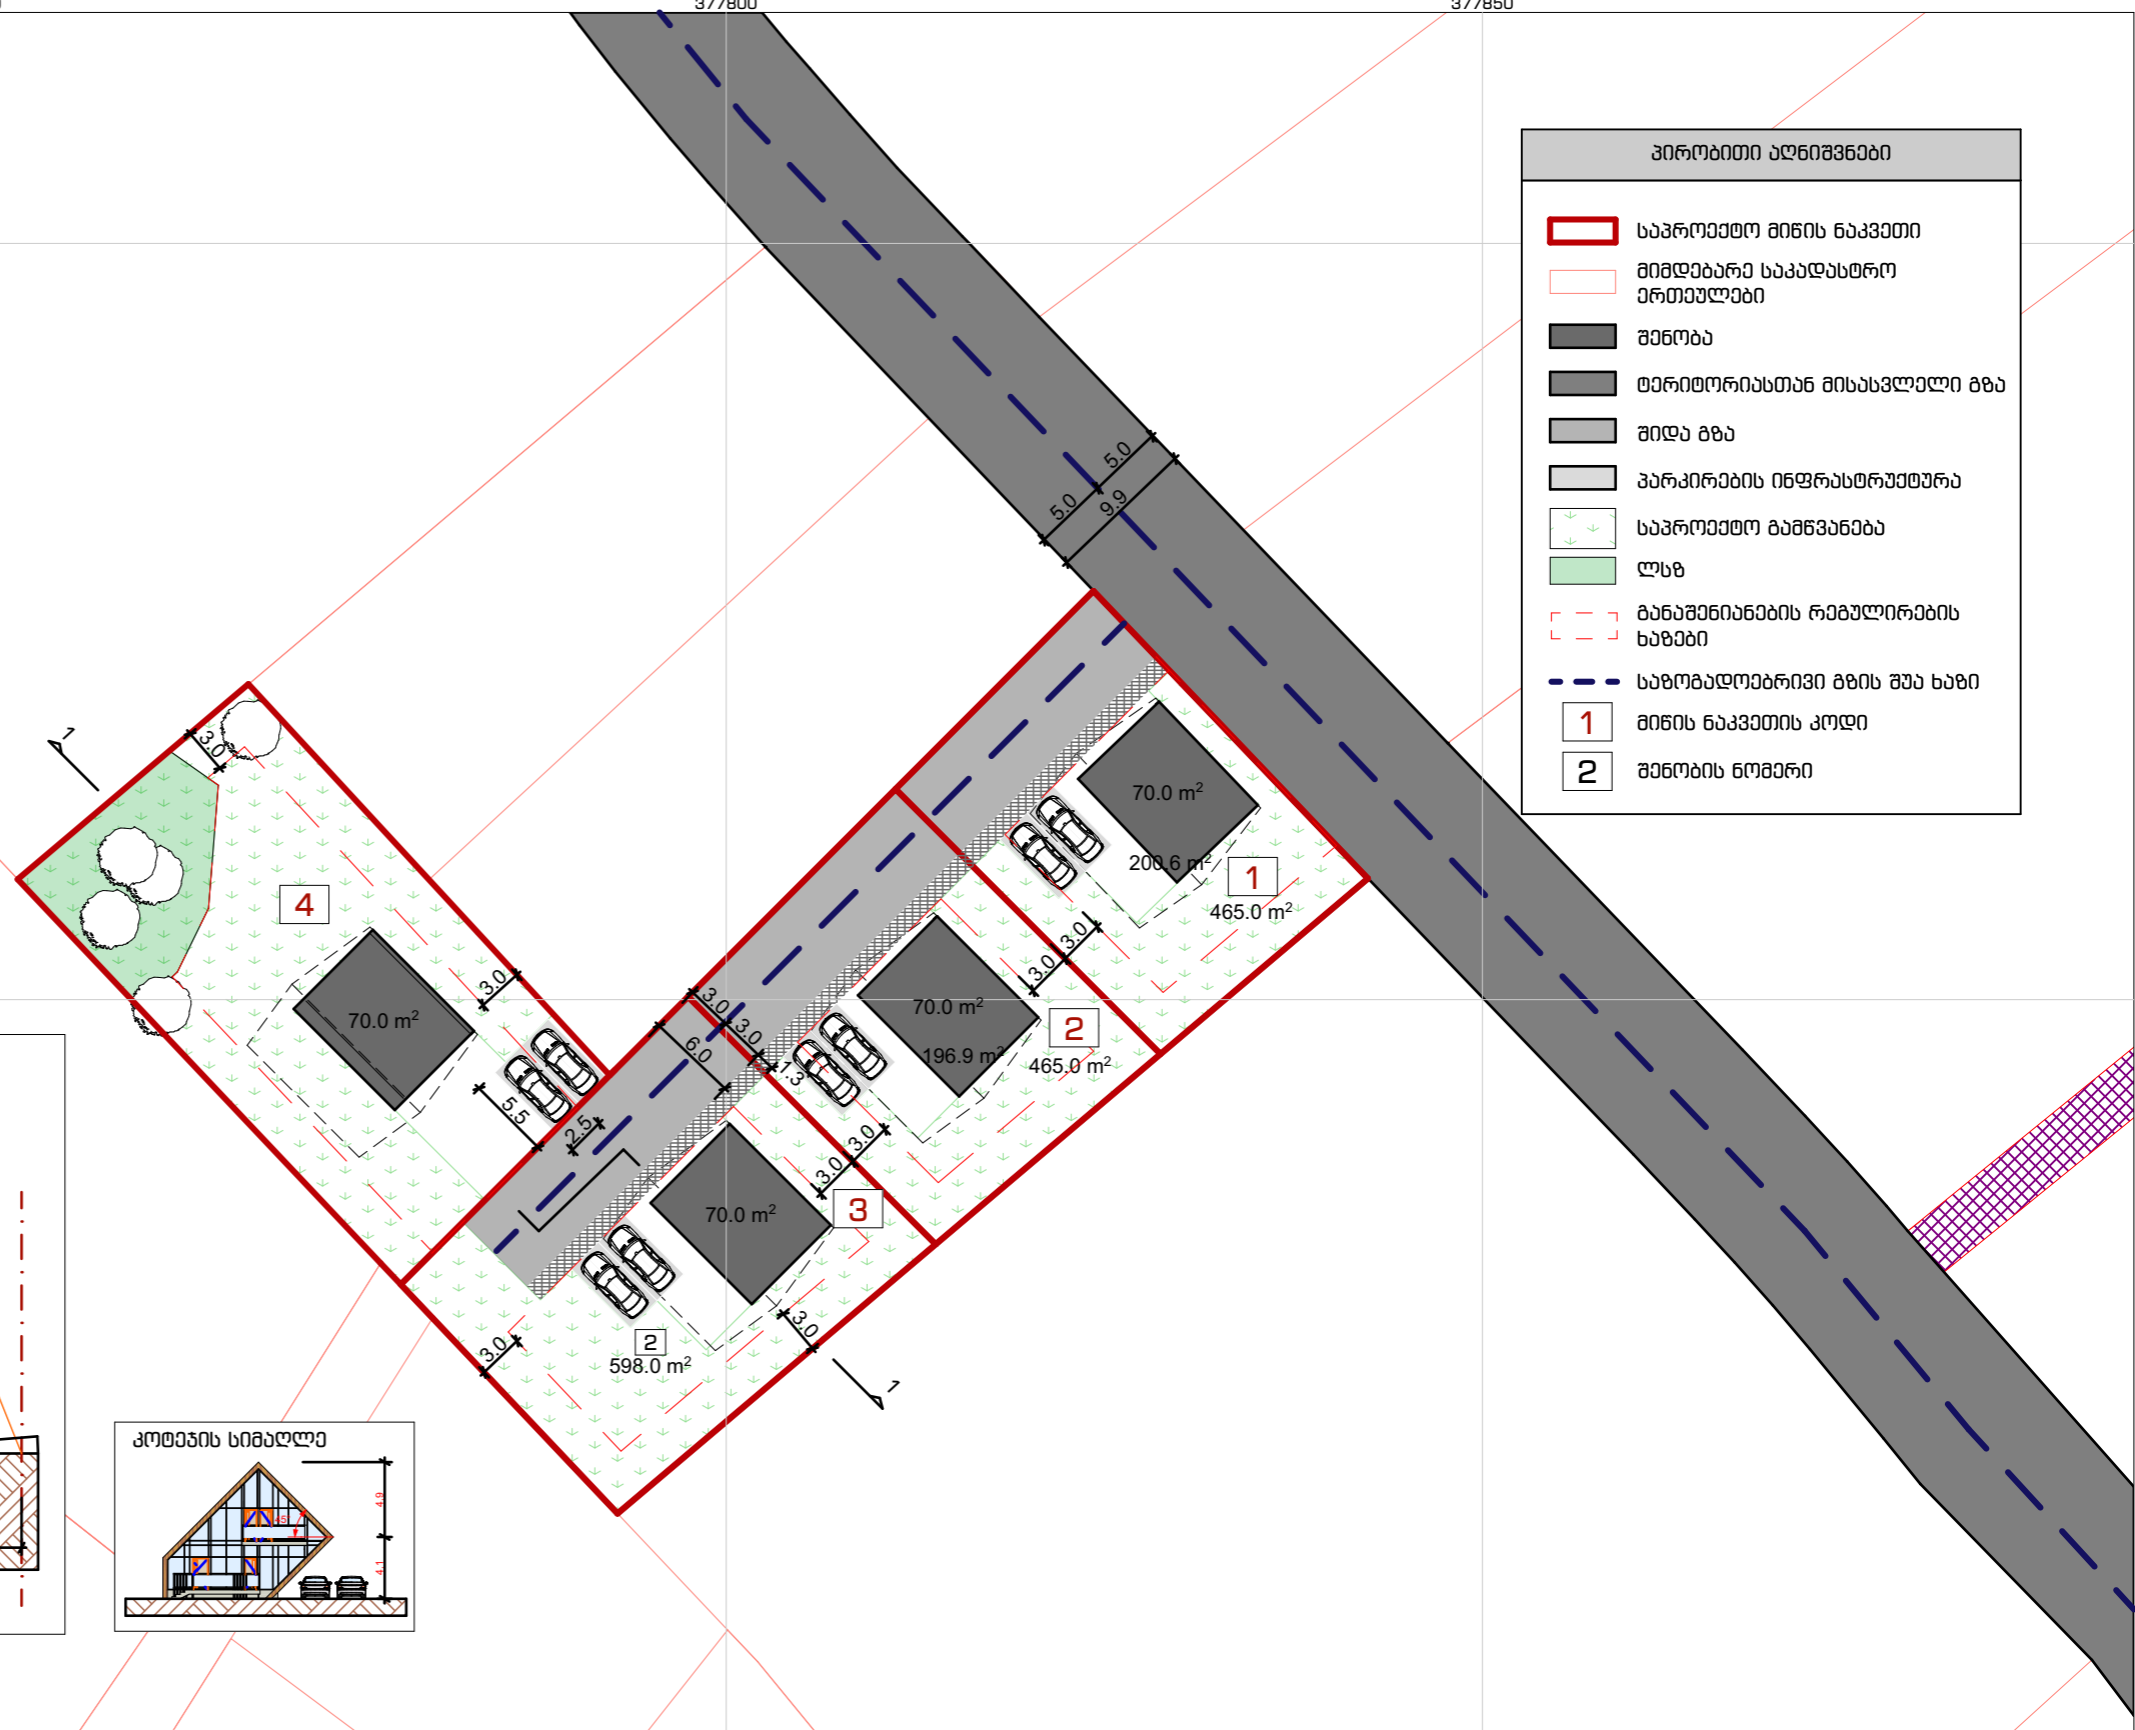 377800
377850
ᲞᲘᲠᲝᲑᲘᲗᲘ ᲐᲦᲜᲘᲨᲕᲜᲔᲑᲘ
ᲡᲐᲞᲠᲝᲔᲥᲢᲝ ᲛᲘᲬᲘᲡ ᲜᲐᲙᲕᲔᲗᲘ
ᲛᲘᲛᲓᲔᲑᲐᲠᲔ ᲡᲐᲙᲐᲓᲐᲡᲢᲠᲝ
ᲔᲠᲗᲔᲣᲚᲔᲑᲘ
ᲨᲔᲜᲝᲑᲐ
ᲢᲔᲠᲘᲢᲝᲠᲘᲐᲡᲗᲐᲜ ᲛᲘᲡᲐᲡᲕᲚᲔᲚᲘ ᲒᲖᲐ
ᲨᲘᲓᲐ ᲒᲖᲐ
ᲞᲐᲠᲙᲘᲠᲔᲑᲘᲡ ᲘᲜᲤᲠᲐᲡᲢᲠᲣᲥᲢᲣᲠᲐ
ᲡᲐᲞᲠᲝᲔᲥᲢᲝ ᲒᲐᲛᲬᲕᲐᲜᲔᲑᲐ
ᲚᲡᲖ
ᲒᲐᲜᲐᲨᲔᲜᲘᲐᲜᲔᲑᲘᲡ ᲠᲔᲒᲣᲚᲘᲠᲔᲑᲘᲡ
ᲮᲐᲖᲔᲑᲘ
ᲡᲐᲖᲝᲒᲐᲓᲝᲔᲑᲠᲘᲕᲘ ᲒᲖᲘᲡ ᲨᲣᲐ ᲮᲐᲖᲘ
1 ᲛᲘᲬᲘᲡ ᲜᲐᲙᲕᲔᲗᲘᲡ ᲙᲝᲓᲘ
2 ᲨᲔᲜᲝᲑᲘᲡ ᲜᲝᲛᲔᲠᲘ
5.0
5.0
9.9
1
3.0
70.0 m²
200.6 m²
1
465.0 m²
4
3.0
3.0
3.0
70.0 m²
3.0
3.0
6.0
1.3
70.0 m²
196.9 m²
2
465.0 m²
5.5
2.5
3.0
3.0
70.0 m²
3
3.0
2
598.0 m²
3.0
1
ᲙᲝᲢᲔᲯᲘᲡ ᲡᲘᲛᲐᲦᲚᲔ
4.9
45°
4.1